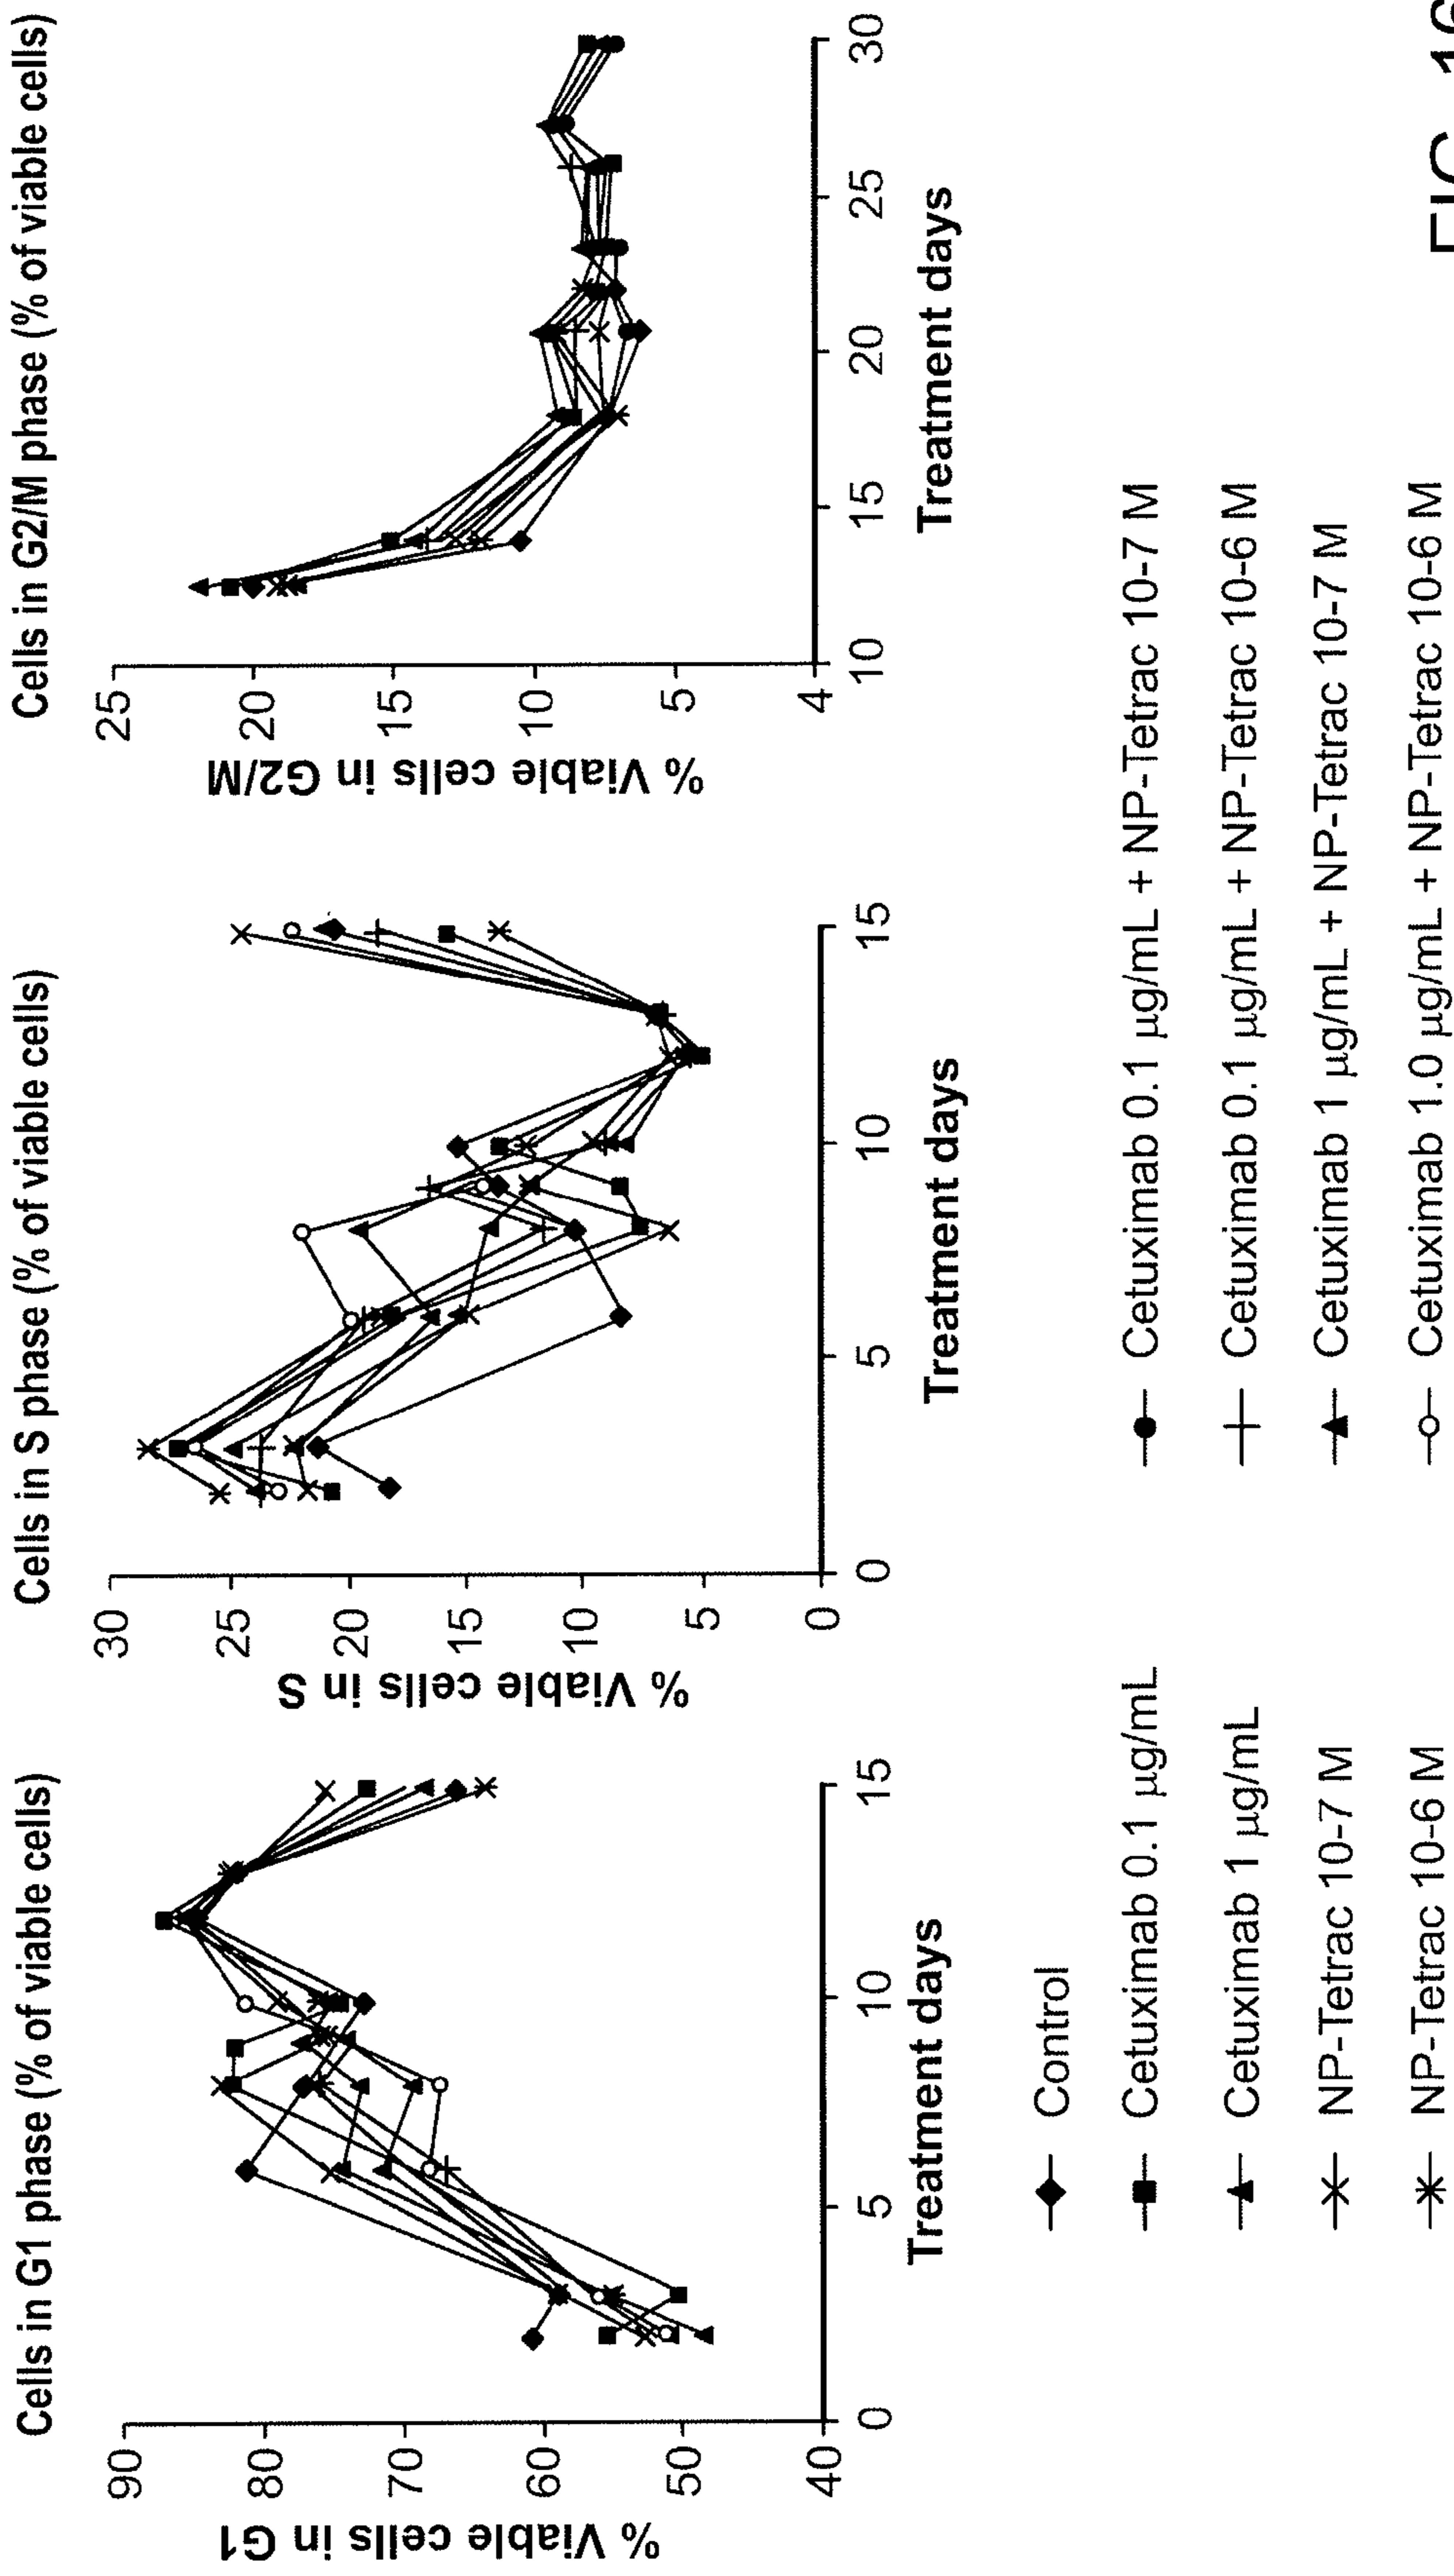 Cells in G1 phase (% of viable cells)
% Viable cells in G1
90
80
70
60
50
40
0
5
10
15
Treatment days
Cells in S phase (% of viable cells)
% Viable cells in S
30
25
20
15
10
5
0
0
5
10
15
Treatment days
Cells in G2/M phase (% of viable cells)
% Viable cells in G2/M
25
20
15
10
5
4
10
15
20
25
30
Treatment days
Control
Cetuximab 0.1 µg/mL
Cetuximab 1 µg/mL
NP-Tetrac 10-7 M
NP-Tetrac 10-6 M
Cetuximab 0.1 µg/mL + NP-Tetrac 10-7 M
Cetuximab 0.1 µg/mL + NP-Tetrac 10-6 M
Cetuximab 1 µg/mL + NP-Tetrac 10-7 M
Cetuximab 1.0 µg/mL + NP-Tetrac 10-6 M